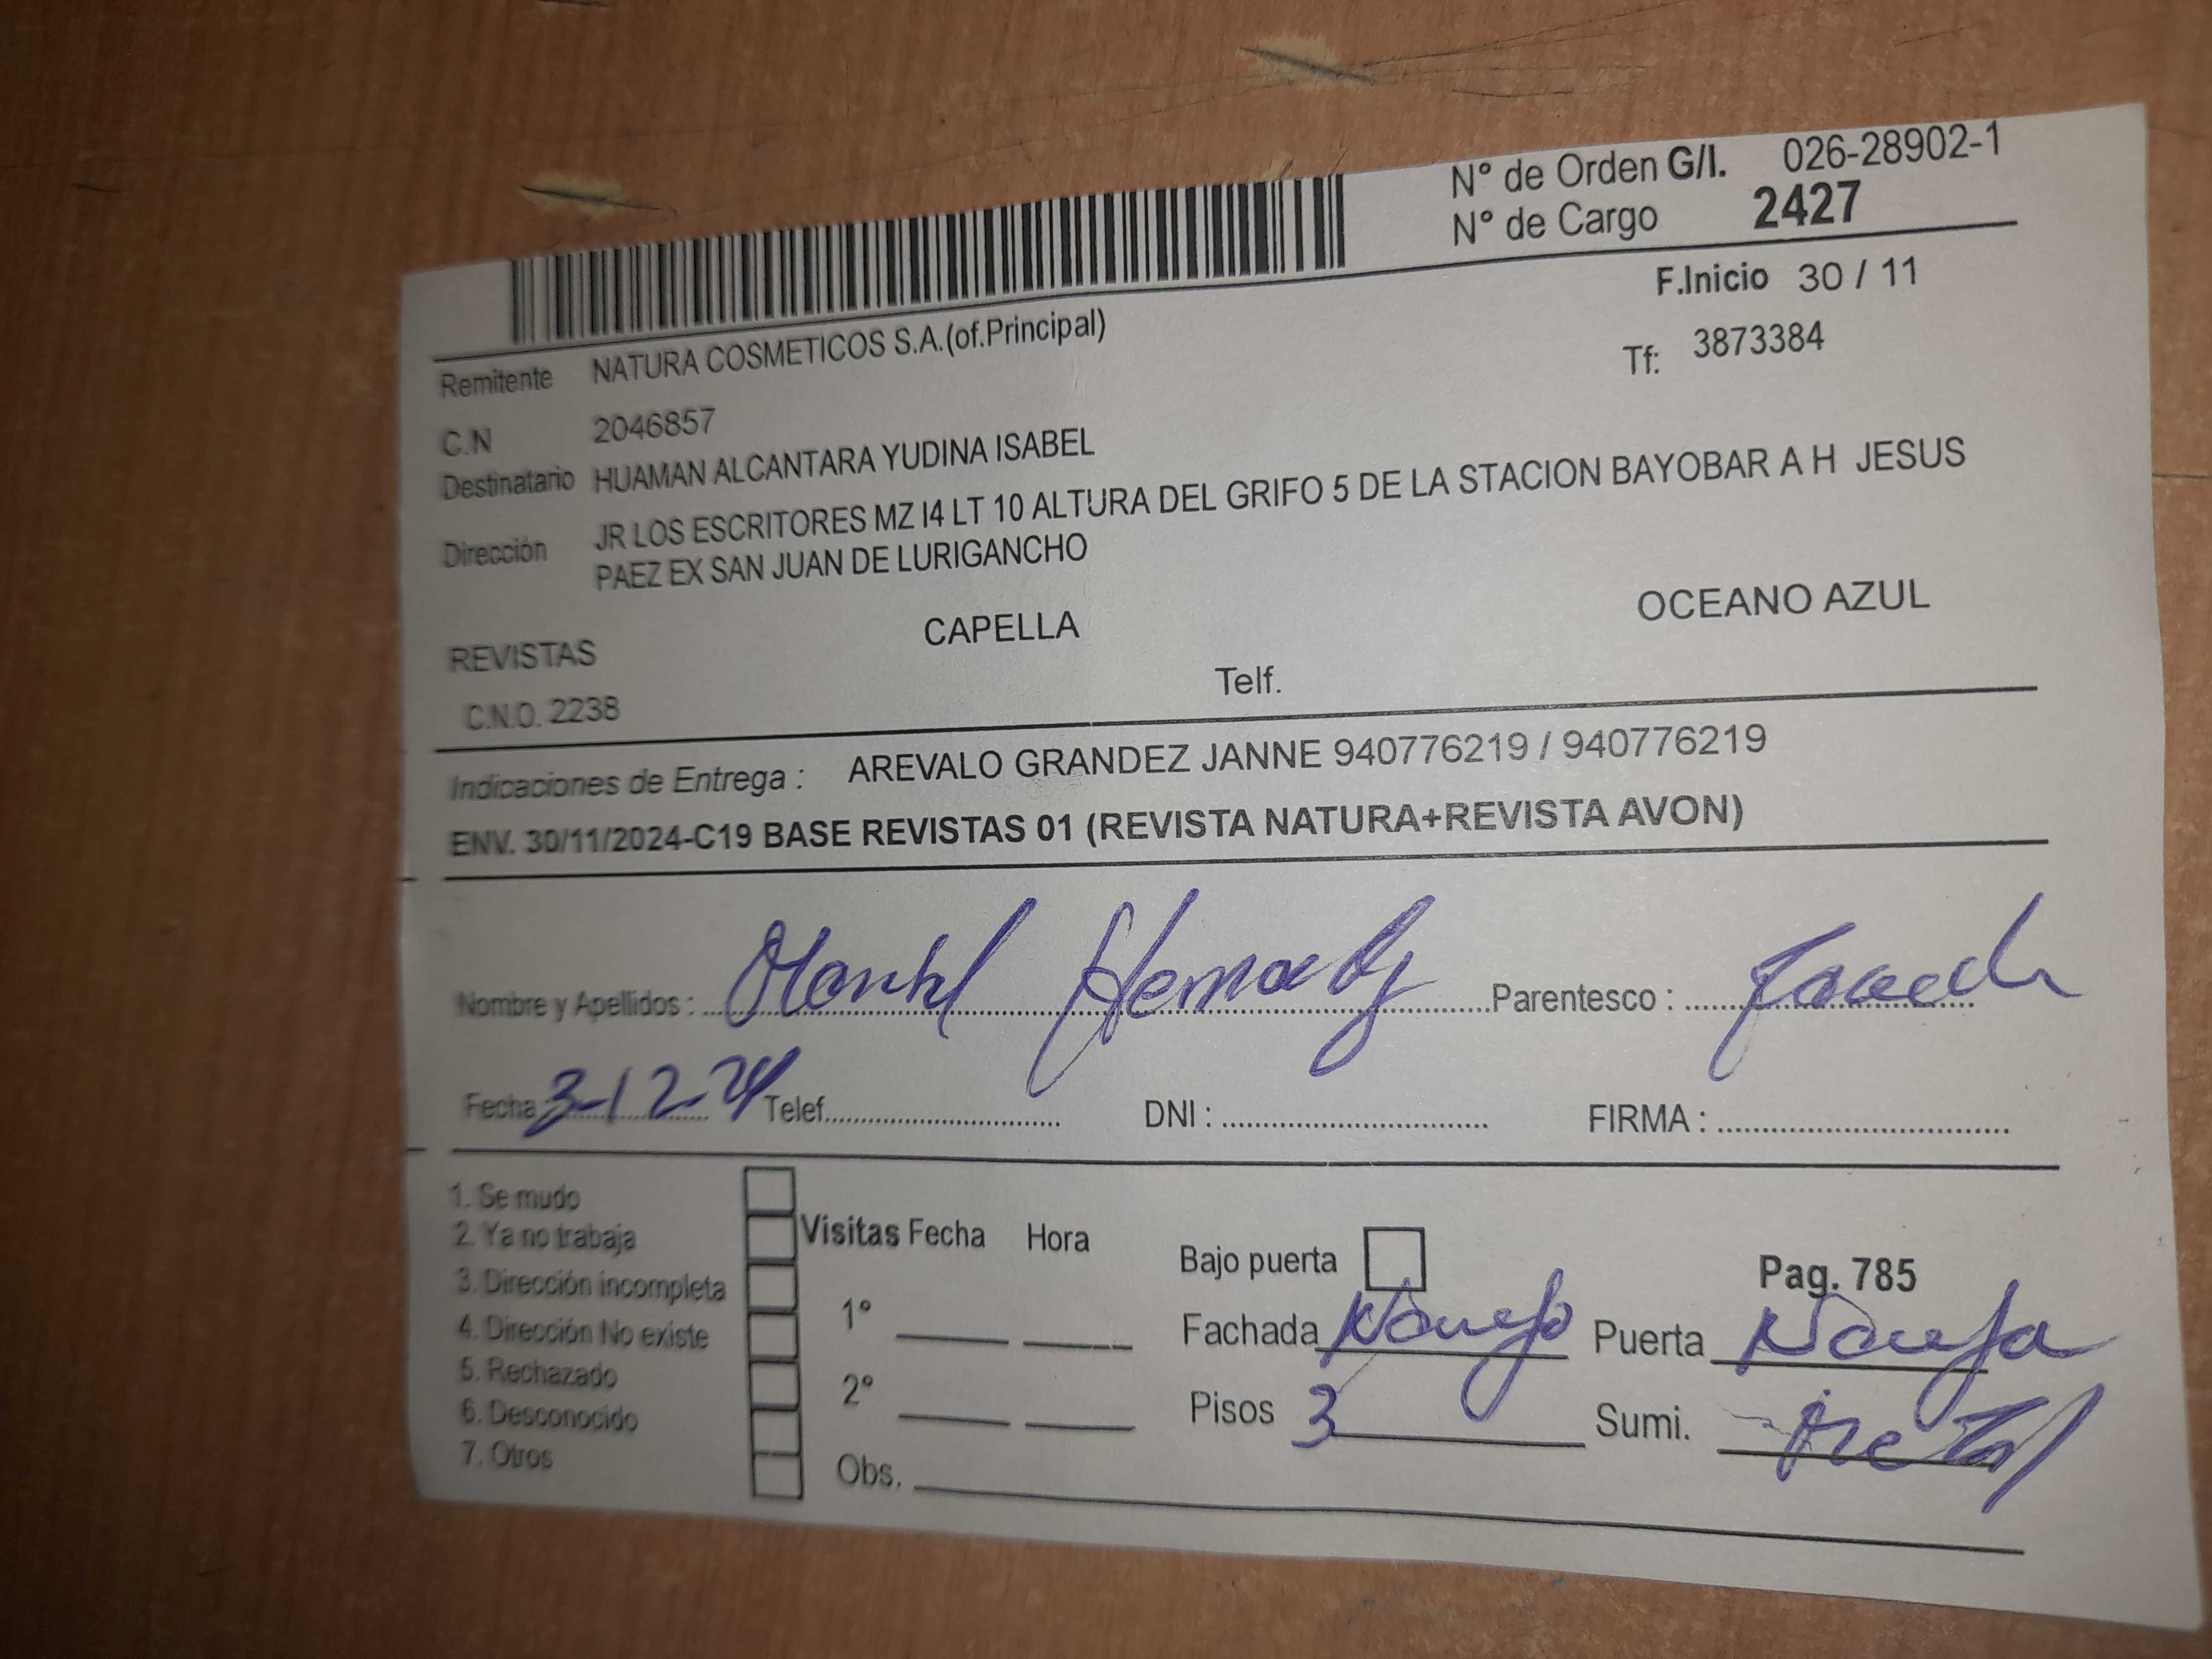 N° de Orden G/I. 026-28902-1
N° de Cargo 2427
F.Inicio 30 / 11
Remitente NATURA COSMETICOS S.A.(of.Principal)
Tf: 3873384
C.N 2046857
Destinatario HUAMAN ALCANTARA YUDINA ISABEL
Dirección JR LOS ESCRITORES MZ I4 LT 10 ALTURA DEL GRIFO 5 DE LA STACION BAYOBAR A H JESUS
PAEZ EX SAN JUAN DE LURIGANCHO
REVISTAS CAPELLA OCEANO AZUL
C.N.O. 2238 Telf.
Indicaciones de Entrega : AREVALO GRANDEZ JANNE 940776219 / 940776219
ENV. 30/11/2024-C19 BASE REVISTAS 01 (REVISTA NATURA+REVISTA AVON)
Nombre y Apellidos : Parentesco :
Fecha 3-12-24 Telef. DNI : FIRMA :
1. Se mudo
2. Ya no trabaja
3. Dirección incompleta
4. Dirección No existe
5. Rechazado
6. Desconocido
7. Otros
Visitas Fecha Hora
1°
2°
Obs.
Bajo puerta
Pag. 785
Fachada Puerta
Pisos 3 Sumi.